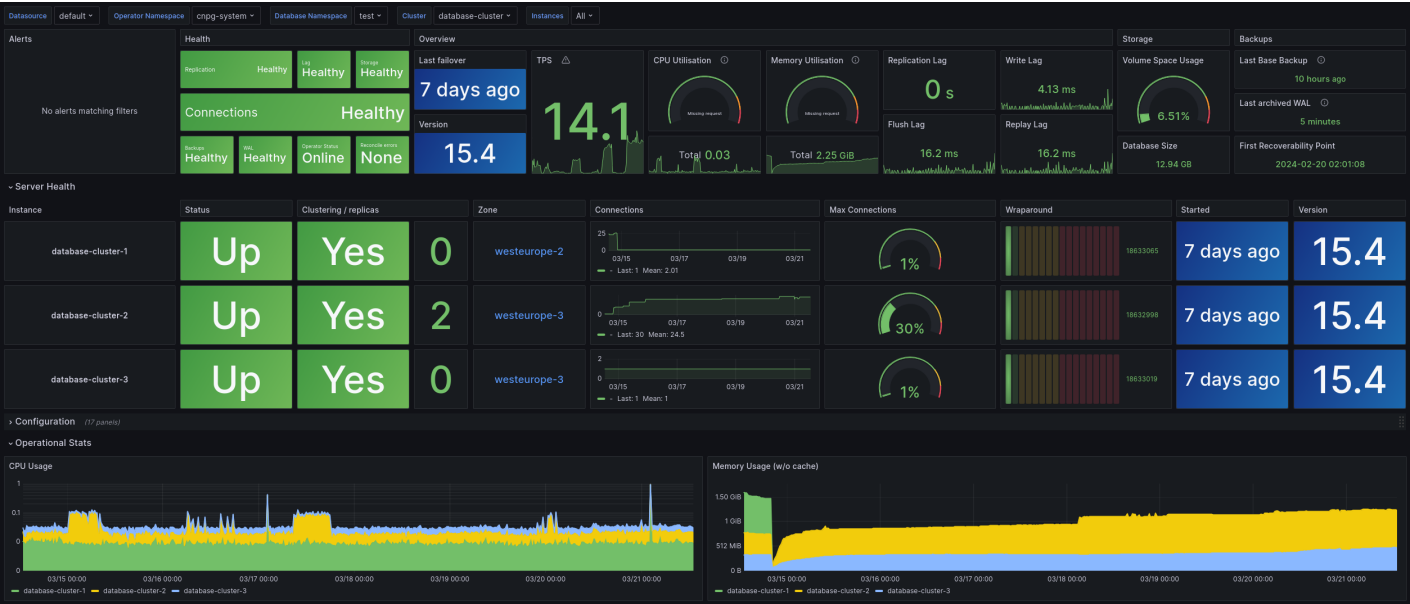 Datasource default Operator Namespace cnpg-system Database Namespace test Cluster database-cluster Instances All
Alerts Health Overview Storage Backups
No alerts matching filters
Replication Healthy
Lag Healthy
Storage Healthy
Connections Healthy
Backups Healthy
WAL Healthy
Operator Status Online
Reconcile errors None
Last failover
7 days ago
Version
15.4
TPS
14.1
CPU Utilisation
Missing request
Total 0.03
Memory Utilisation
Missing request
Total 2.25 GiB
Replication Lag
0 s
Write Lag
4.13 ms
Flush Lag
16.2 ms
Replay Lag
16.2 ms
Volume Space Usage
6.51%
Database Size
12.94 GB
Last Base Backup
10 hours ago
Last archived WAL
5 minutes
First Recoverability Point
2024-02-20 02:01:08
Server Health
Instance Status Clustering / replicas Zone Connections Max Connections Wraparound Started Version
database-cluster-1 Up Yes 0 westeurope-2
25
0
03/15 03/17 03/19 03/21
Last: 1 Mean: 2.01
1% 18633065 7 days ago 15.4
database-cluster-2 Up Yes 2 westeurope-3
0
03/15 03/17 03/19 03/21
Last: 30 Mean: 24.5
30% 18632998 7 days ago 15.4
database-cluster-3 Up Yes 0 westeurope-3
2
0
03/15 03/17 03/19 03/21
Last: 1 Mean: 1
1% 18633019 7 days ago 15.4
Configuration (17 panels)
Operational Stats
CPU Usage
1
0.1
0
0
03/15 00:00 03/16 00:00 03/17 00:00 03/18 00:00 03/19 00:00 03/20 00:00 03/21 00:00
database-cluster-1 database-cluster-2 database-cluster-3
Memory Usage (w/o cache)
1.50 GiB
1 GiB
512 MiB
0 B
03/15 00:00 03/16 00:00 03/17 00:00 03/18 00:00 03/19 00:00 03/20 00:00 03/21 00:00
database-cluster-1 database-cluster-2 database-cluster-3